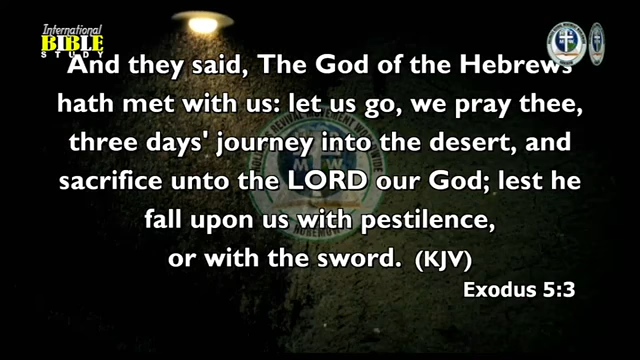 International
BIBLE
STUDY
And they said, The God of the Hebrews
hath met with us: let us go, we pray thee,
three days' journey into the desert, and
sacrifice unto the LORD our God; lest he
fall upon us with pestilence,
or with the sword. (KJV)
Exodus 5:3